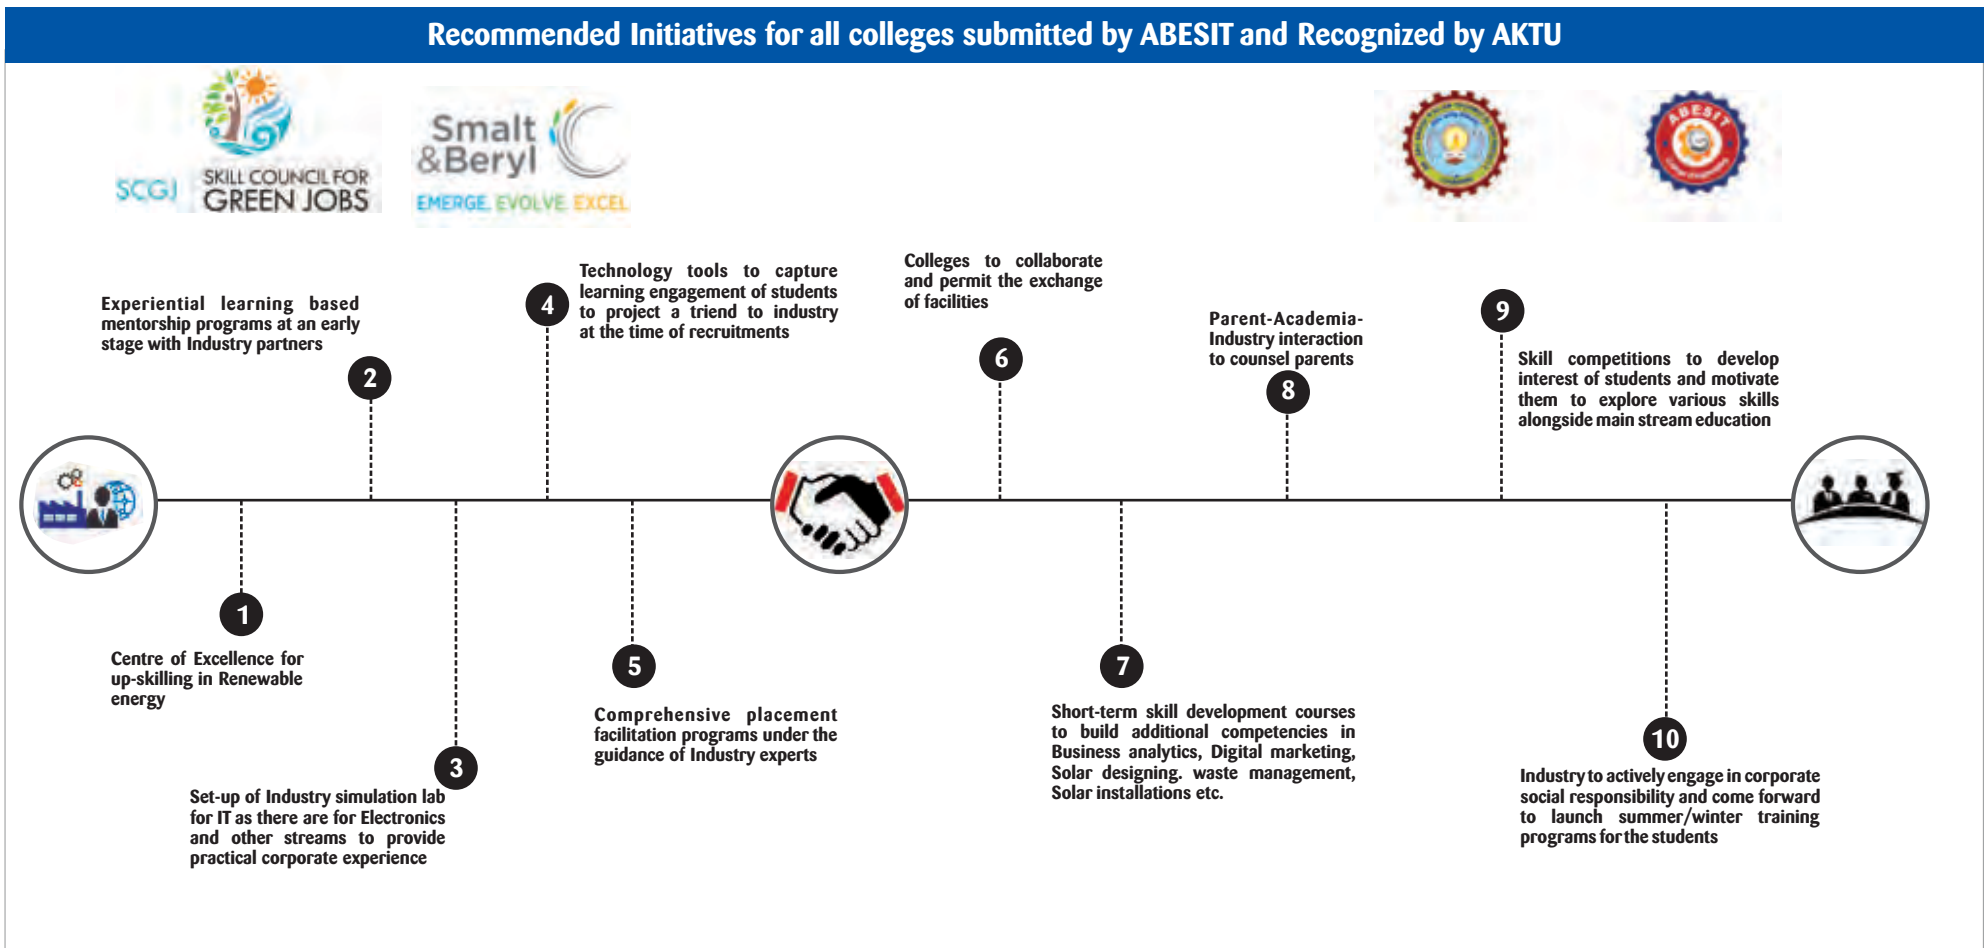 Recommended Initiatives for all colleges submitted by ABESIT and Recognized by AKTU
SCGJ
SKILL COUNCIL FOR
GREEN JOBS
Smalt
&Beryl
EMERGE. EVOLVE. EXCEL
ABESIT
1
Centre of Excellence for
up-skilling in Renewable
energy
2
Experiential learning based
mentorship programs at an early
stage with Industry partners
3
Set-up of Industry simulation lab
for IT as there are for Electronics
and other streams to provide
practical corporate experience
4
Technology tools to capture
learning engagement of students
to project a triend to industry
at the time of recruitments
5
Comprehensive placement
facilitation programs under the
guidance of Industry experts
6
Colleges to collaborate
and permit the exchange
of facilities
7
Short-term skill development courses
to build additional competencies in
Business analytics, Digital marketing,
Solar designing. waste management,
Solar installations etc.
8
Parent-Academia-
Industry interaction
to counsel parents
9
Skill competitions to develop
interest of students and motivate
them to explore various skills
alongside main stream education
10
Industry to actively engage in corporate
social responsibility and come forward
to launch summer/winter training
programs for the students